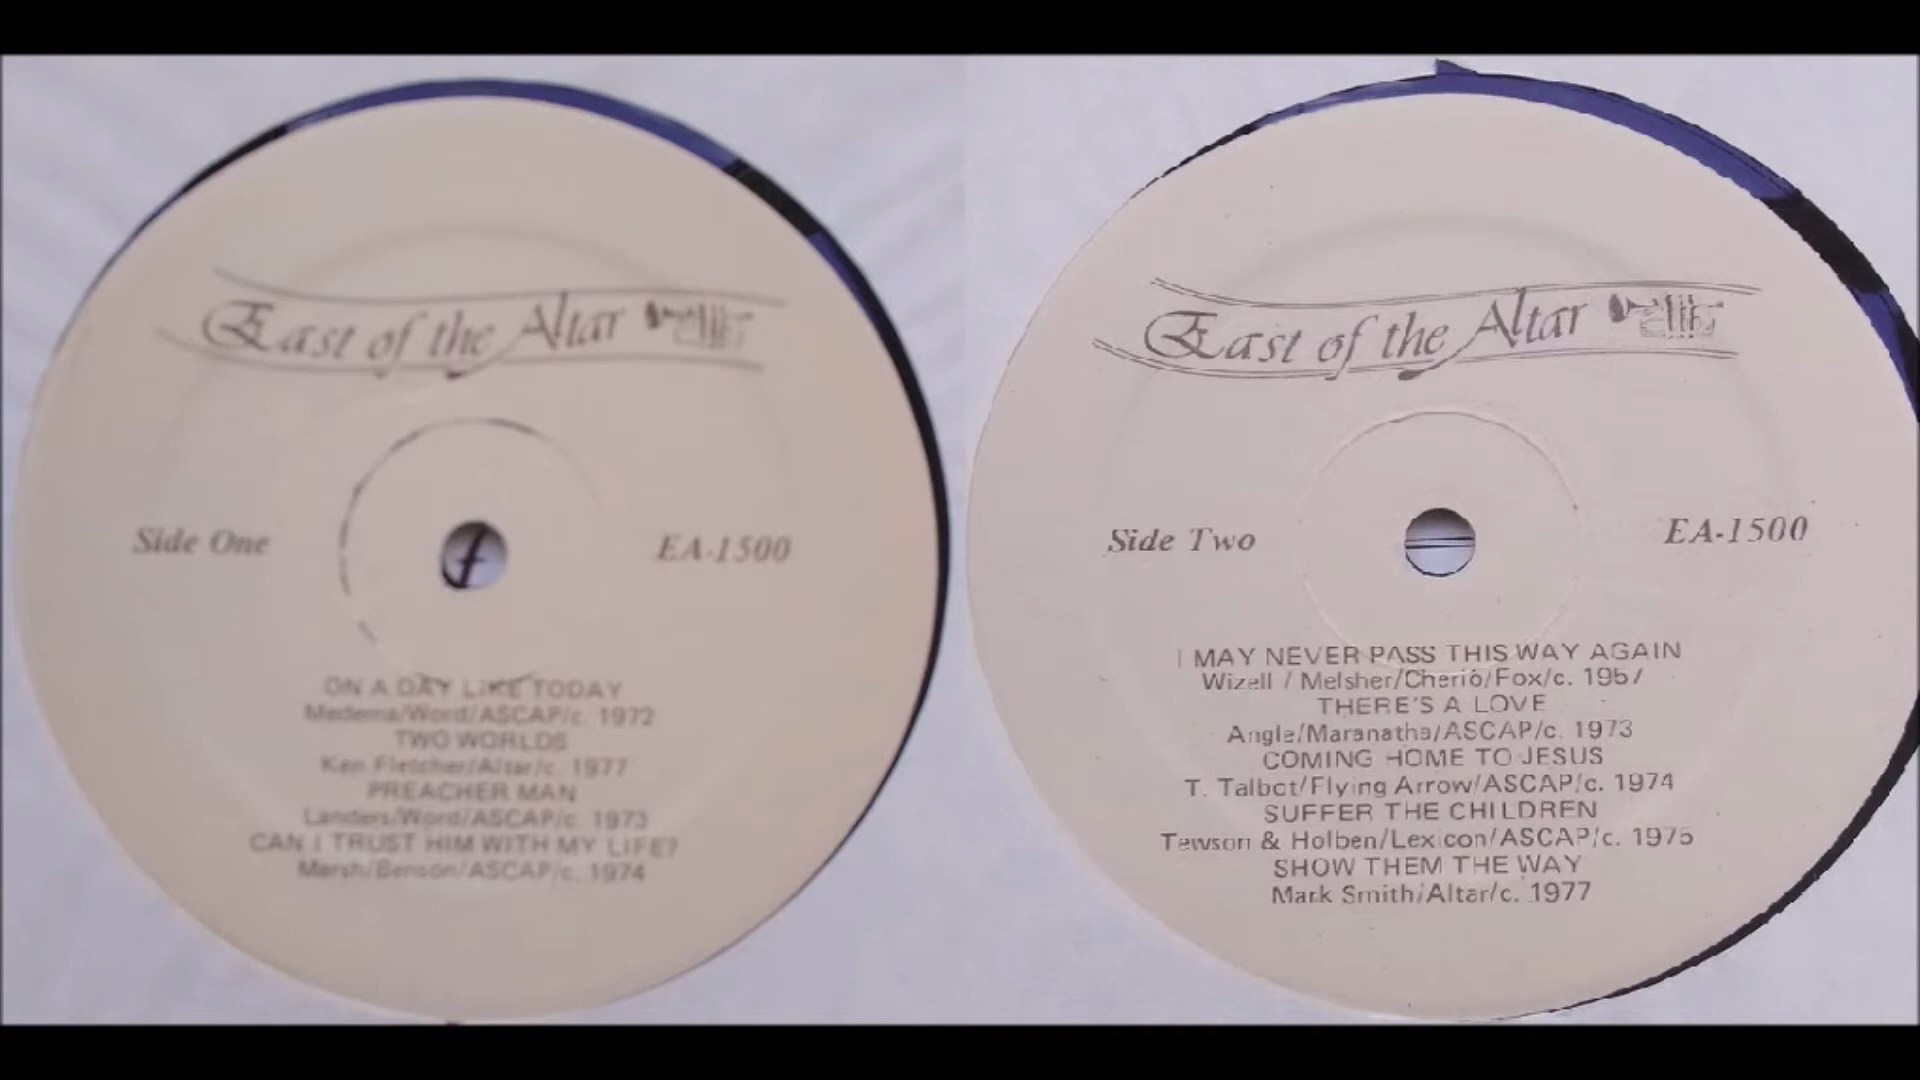 East of the Altar
Side One
EA-1500
ON A DAY LIKE TODAY
Medema/Word/ASCAP/c. 1972
TWO WORLDS
Ken Fletcher/Altar/c. 1977
PREACHER MAN
Landers/Word/ASCAP/c. 1973
CAN I TRUST HIM WITH MY LIFE?
Marsh/Benson/ASCAP/c. 1974
East of the Altar
Side Two
EA-1500
I MAY NEVER PASS THIS WAY AGAIN
Wizell / Melsher/Cherio/Fox/c. 1957
THERE'S A LOVE
Angle/Maranatha/ASCAP/c. 1973
COMING HOME TO JESUS
T. Talbot/Flying Arrow/ASCAP/c. 1974
SUFFER THE CHILDREN
Tewson & Holben/Lexicon/ASCAP/c. 1975
SHOW THEM THE WAY
Mark Smith/Altar/c. 1977